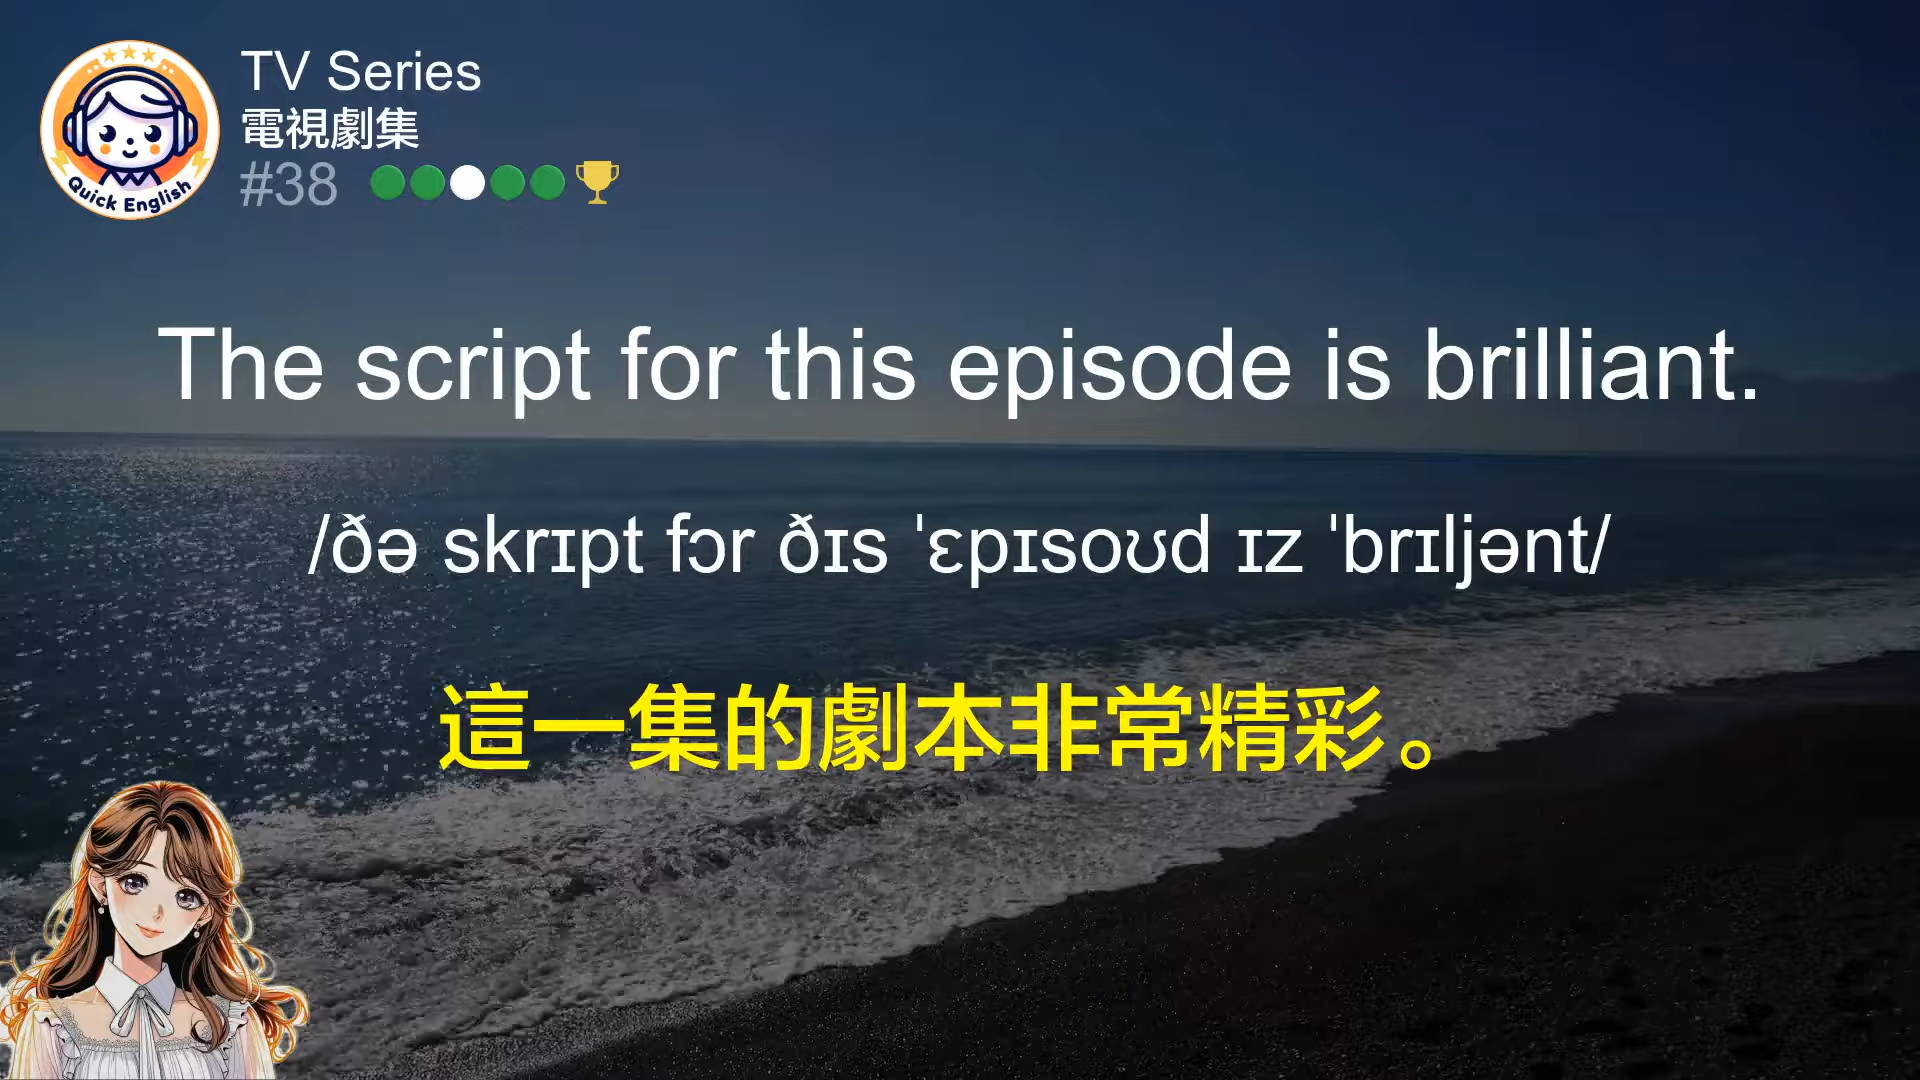 Quick English
TV Series
電視劇集
#38
The script for this episode is brilliant.
/ðə skrɪpt fɔr ðɪs ˈɛpɪsoʊd ɪz ˈbrɪljənt/
這一集的劇本非常精彩。